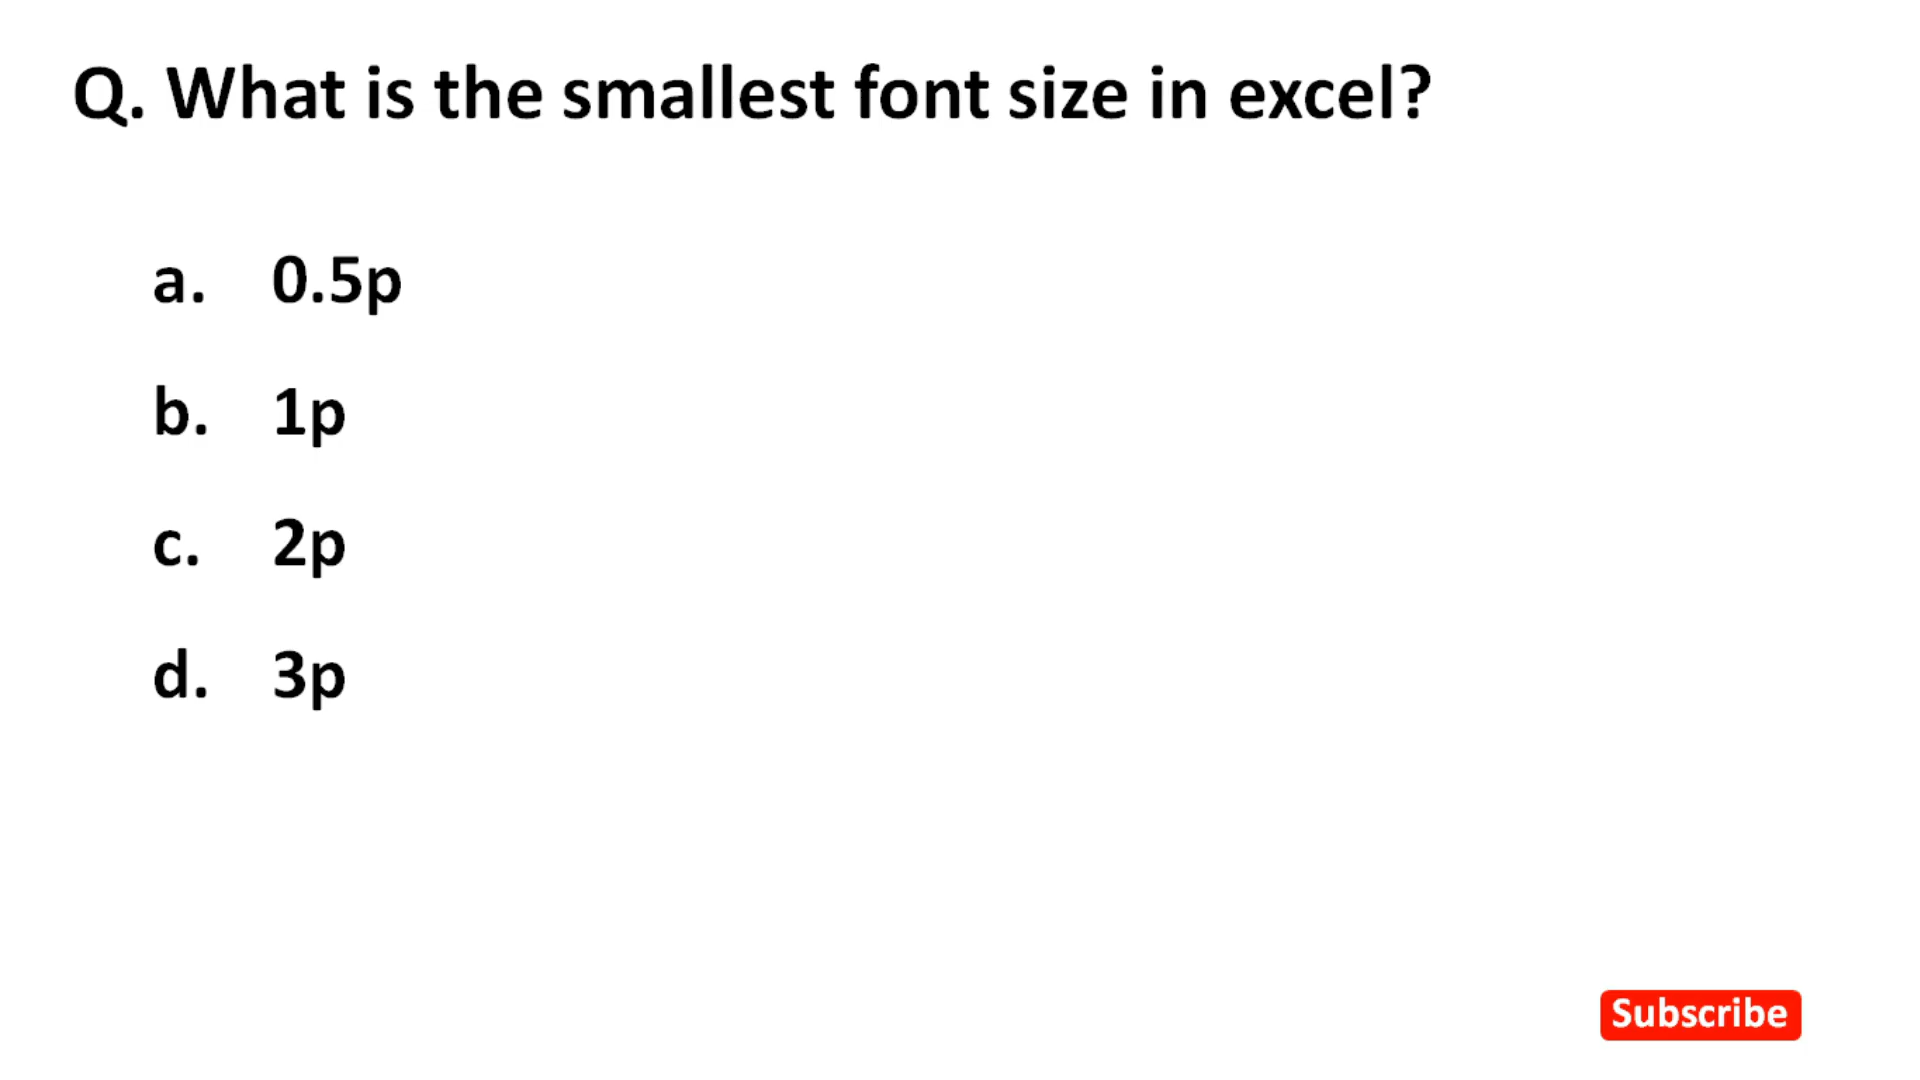 Q. What is the smallest font size in excel?
a. 0.5p
b. 1p
c. 2p
d. 3p
Subscribe